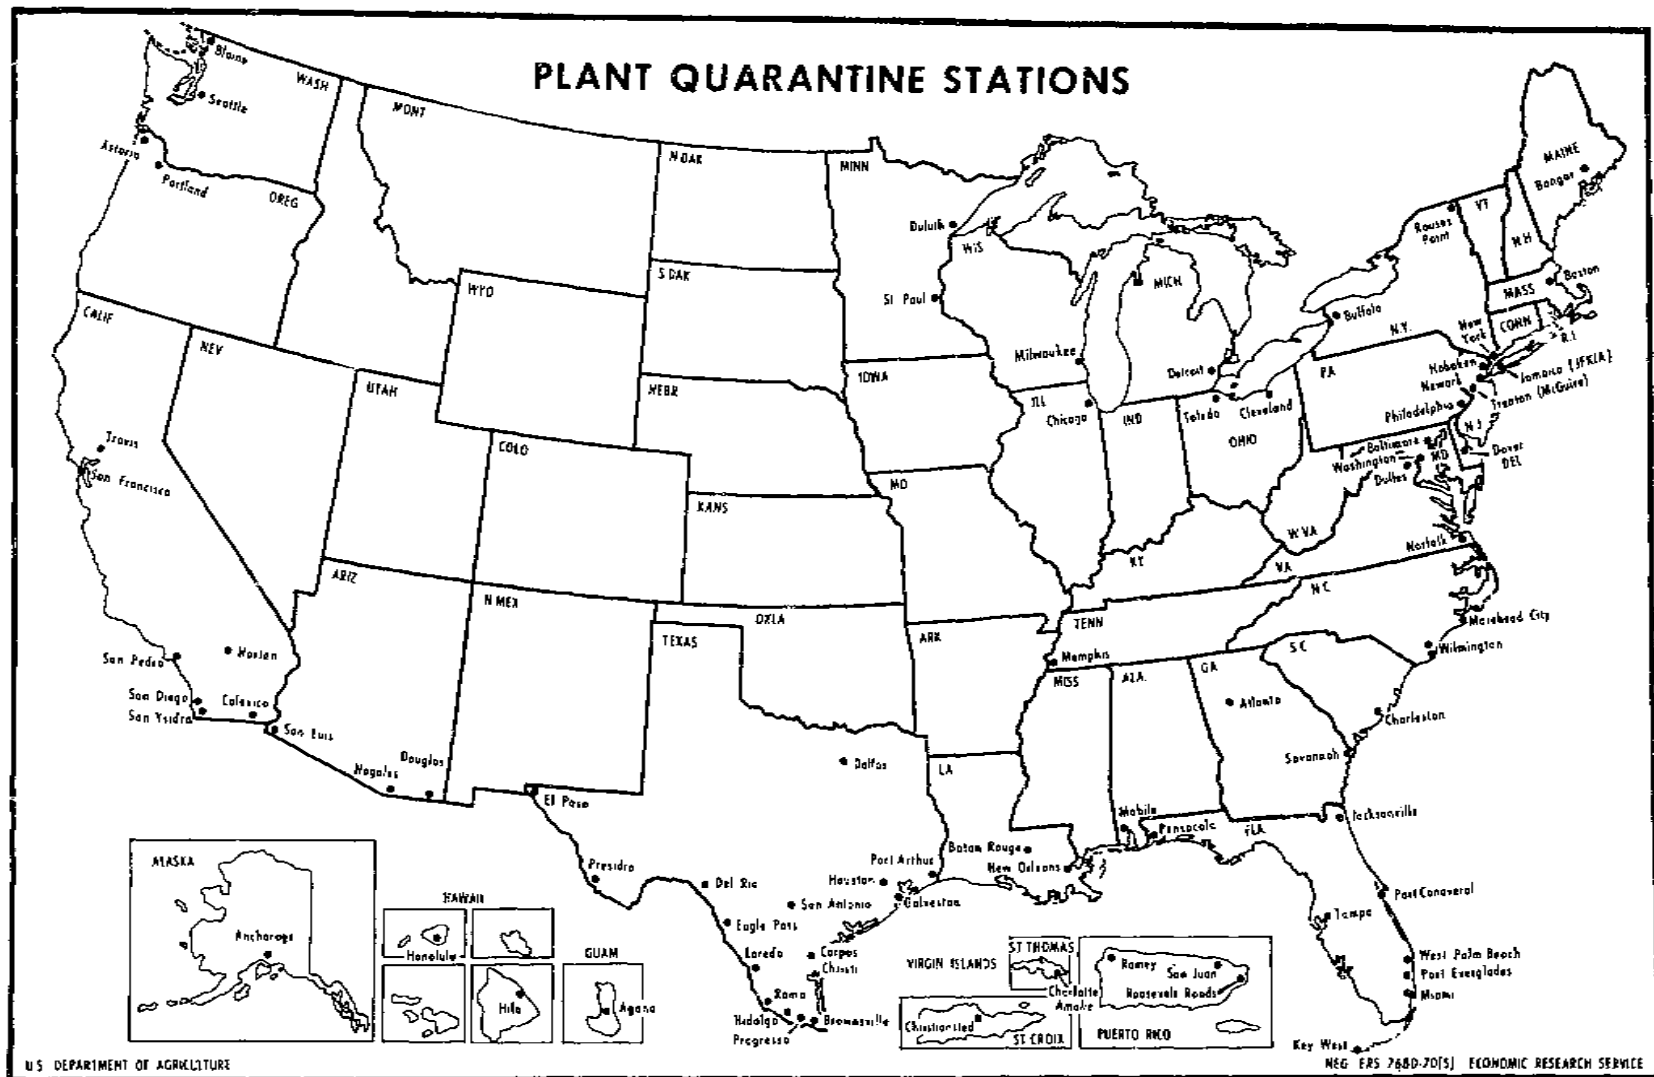 PLANT QUARANTINE STATIONS
Blaine
WASH
Seattle
MONT
Astoria
Portland
OREG
N DAK
MINN
MAINE
Bangor
Duluth
WIS
Rouses
Point
VT
N H
S DAK
WYO
MICH
Boston
MASS
St Paul
CALIF
NEV
Buffalo
N.Y.
New
York
CONN
R.I.
Milwaukee
IOWA
Detroit
PA
Hoboken
Newark
Jamaica (JFKIA)
Trenton (McGuire)
UTAH
NEBR
ILL
Chicago
IND
Toledo
Cleveland
OHIO
Philadelphia
N J
Travis
San Francisco
COLO
Baltimore
Washington
MD
Dulles
Dover
DEL
MO
KANS
W VA
Norfolk
KY
VA
ARIZ
N MEX
OKLA
N C
TEXAS
ARK
TENN
Morehead City
San Pedro
Memphis
S C
Wilmington
MISS
ALA.
GA
San Diego
Calexico
San Ysidro
San Luis
Atlanta
Charleston
Nogales
Douglas
Dallas
LA
Savannah
El Paso
Mobile
Pensacola
FLA
Jacksonville
ALASKA
Presidio
Del Rio
Port Arthur
Baton Rouge
New Orleans
Houston
Galveston
San Antonio
Port Canaveral
HAWAII
Eagle Pass
Tampa
Anchorage
Honolulu
GUAM
Laredo
Corpus
Christi
VIRGIN ISLANDS
ST THOMAS
Ramey
San Juan
Roosevelt Roads
West Palm Beach
Port Everglades
Miami
Charlotte
Amalie
Hilo
Agana
Roma
Hidalgo
Progreso
Brownsville
Christiansted
ST CROIX
PUERTO RICO
Key West
U S DEPARTMENT OF AGRICULTURE
NEG ERS 7680-70(5) ECONOMIC RESEARCH SERVICE